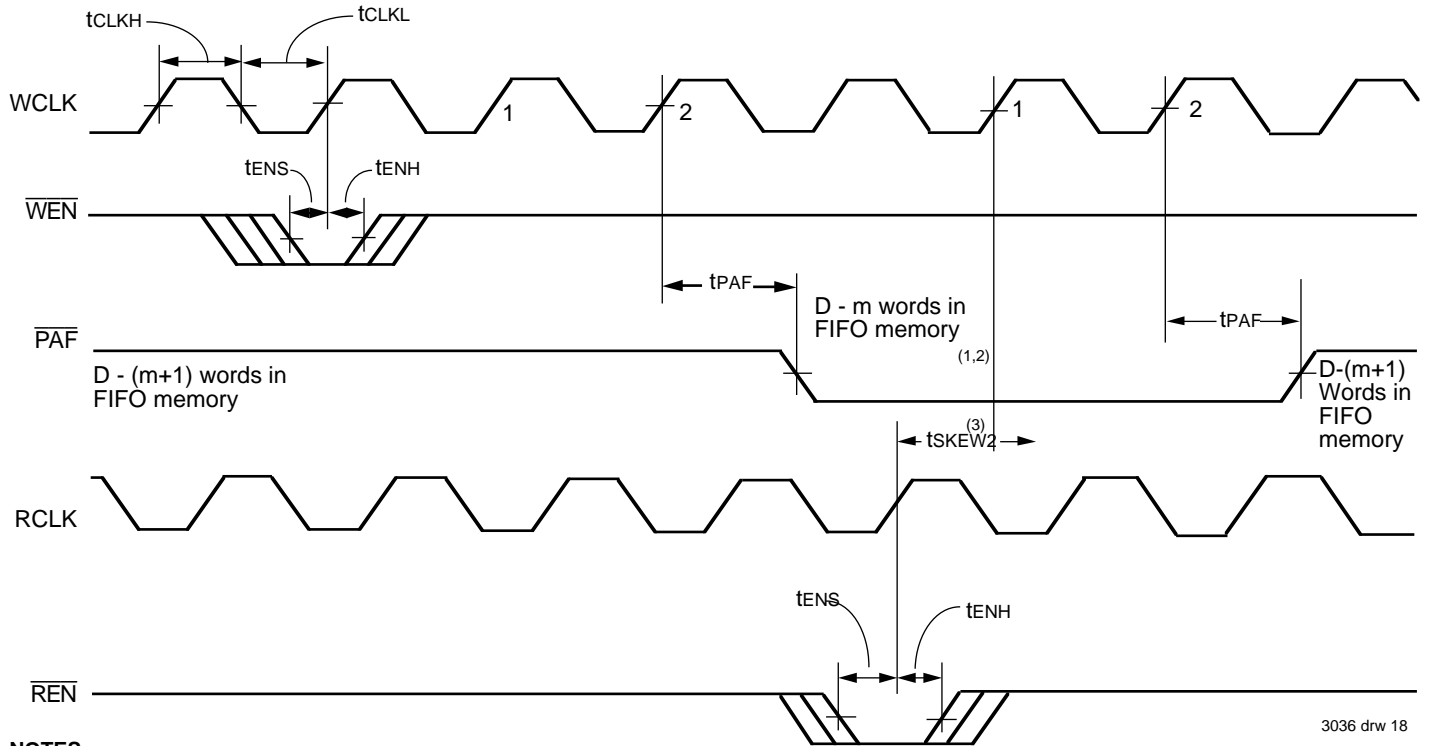 tCLKH
tCLKL
WCLK
1
2
1
2
tENS
tENH
WEN
tPAF
D - m words in
FIFO memory
(1,2)
tPAF
PAF
D - (m+1) words in
FIFO memory
D-(m+1)
Words in
FIFO
memory
(3)
tSKEW2
RCLK
tENS
tENH
REN
3036 drw 18
NOTES